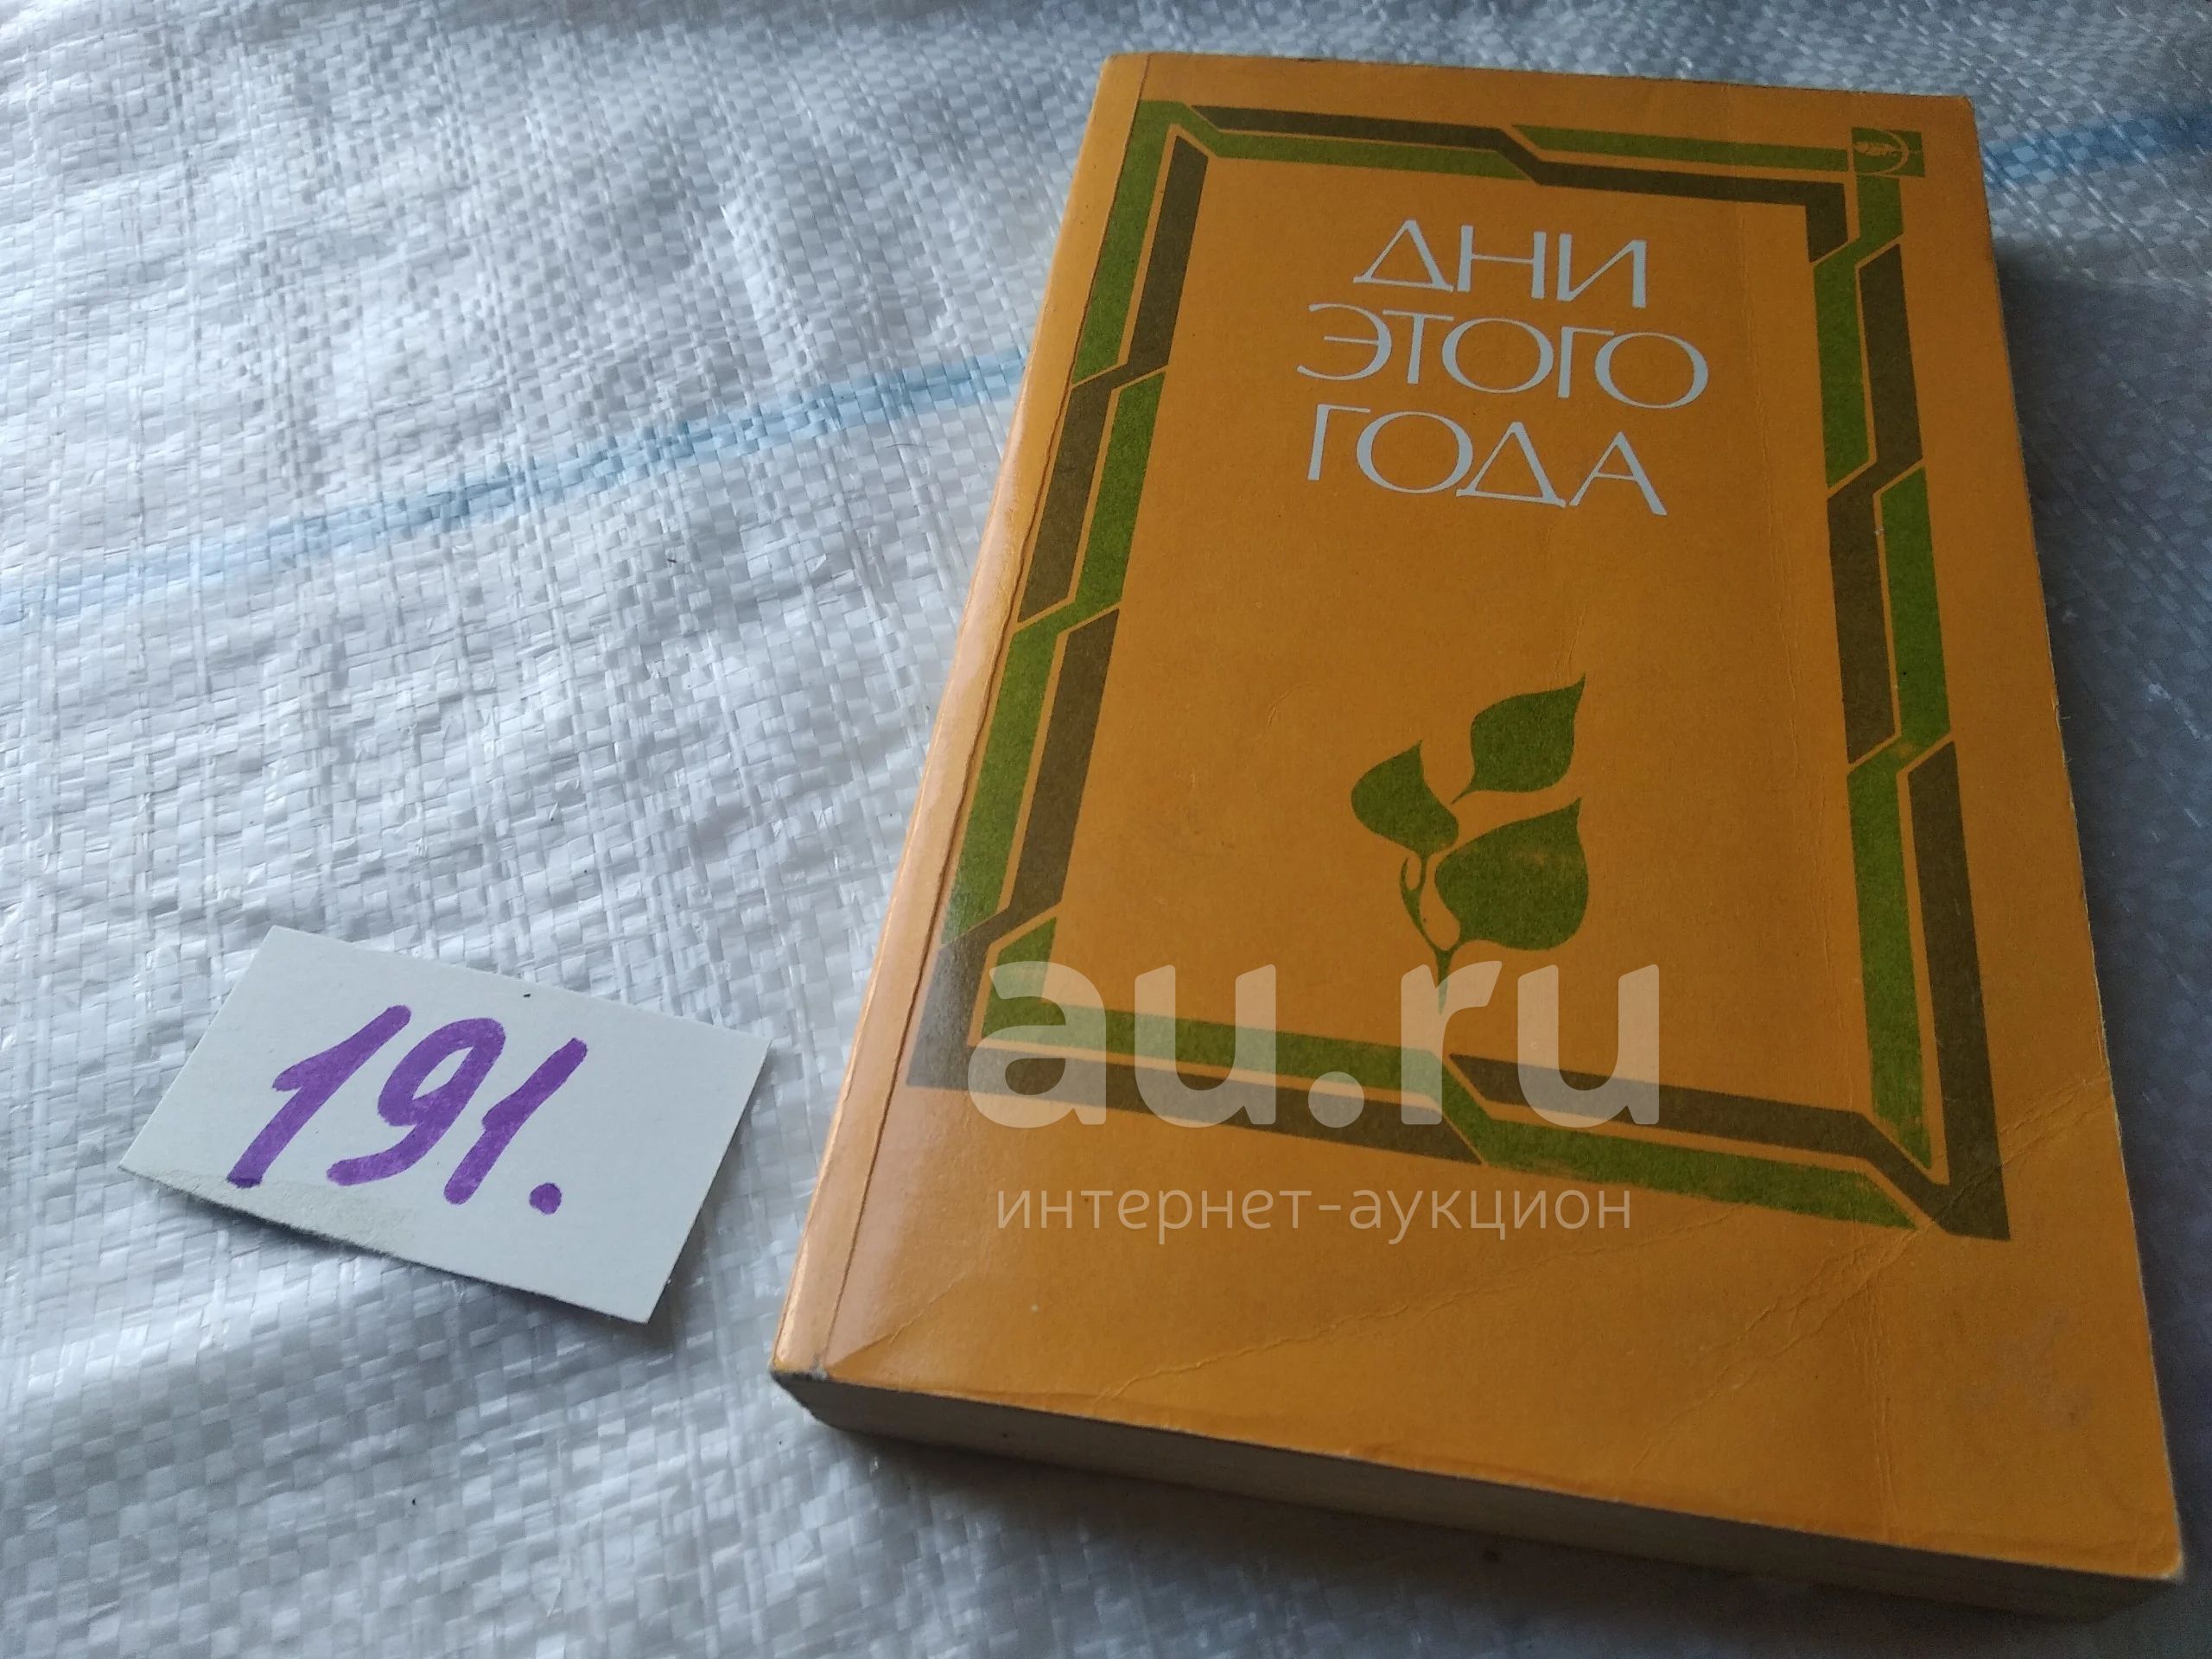 ДНИ
ЭТОГО
ГОДА
191.
au.ru
интернет-аукцион